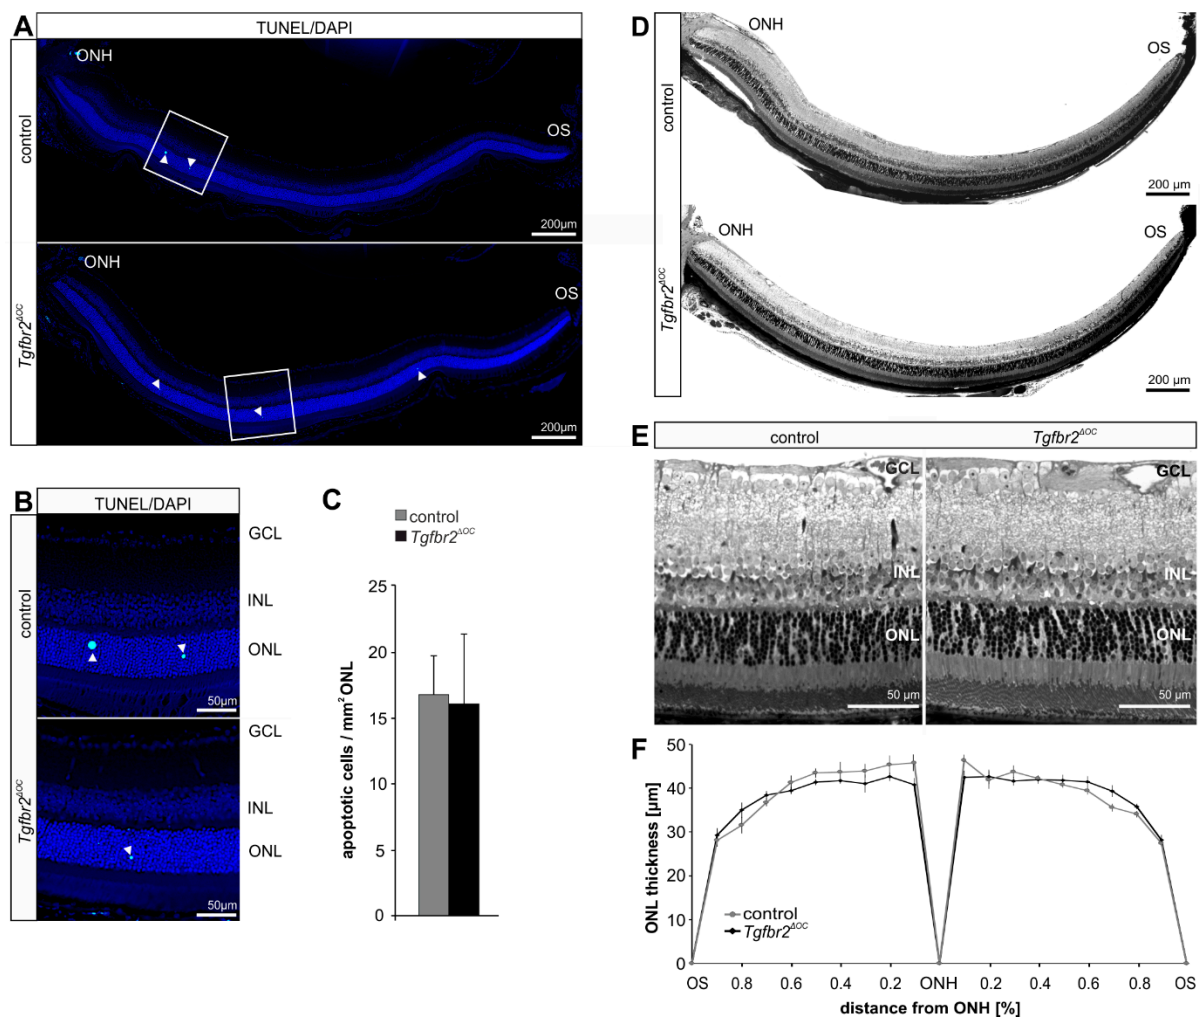 A
TUNEL/DAPI
control
ONH
OS
200µm
Tgfbr2ΔOC
ONH
OS
200µm
B
TUNEL/DAPI
control
GCL
INL
ONL
50µm
Tgfbr2ΔOC
GCL
INL
ONL
50µm
C
control
Tgfbr2ΔOC
apoptotic cells / mm² ONL
25
20
15
10
5
0
D
control
ONH
OS
200 µm
Tgfbr2ΔOC
ONH
OS
200 µm
E
control
Tgfbr2ΔOC
GCL
INL
ONL
50 µm
GCL
INL
ONL
50 µm
F
ONL thickness [µm]
50
40
30
20
10
0
control
Tgfbr2ΔOC
OS 0.8 0.6 0.4 0.2 ONH 0.2 0.4 0.6 0.8 OS
distance from ONH [%]